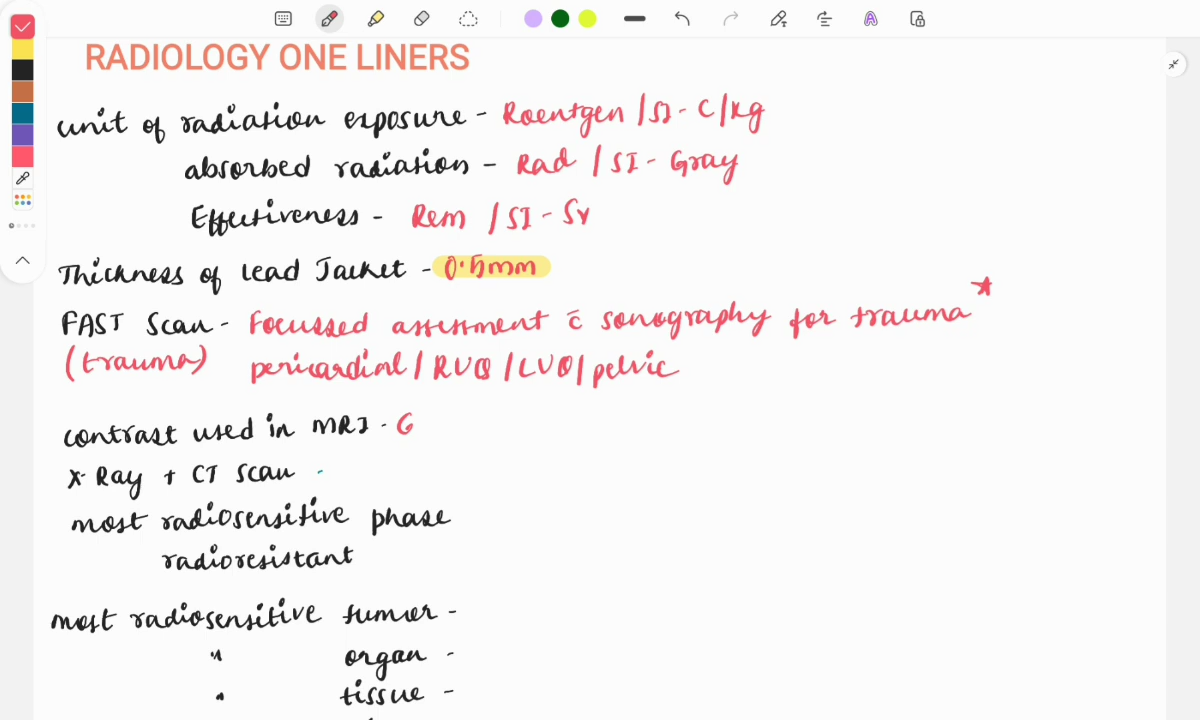 RADIOLOGY ONE LINERS
unit of radiation exposure - Roentgen / SI - C/kg
absorbed radiation - Rad / SI - Gray
Effectiveness - Rem / SI - Sv
Thickness of Lead Jacket - 0.5mm
FAST Scan - Focussed assessment c̄ sonography for trauma *
(trauma) pericardial / RUQ / LUQ / pelvic
contrast used in MRI - G
X-Ray + CT scan -
most radiosensitive phase
radioresistant
most radiosensitive tumor -
" organ -
" tissue -